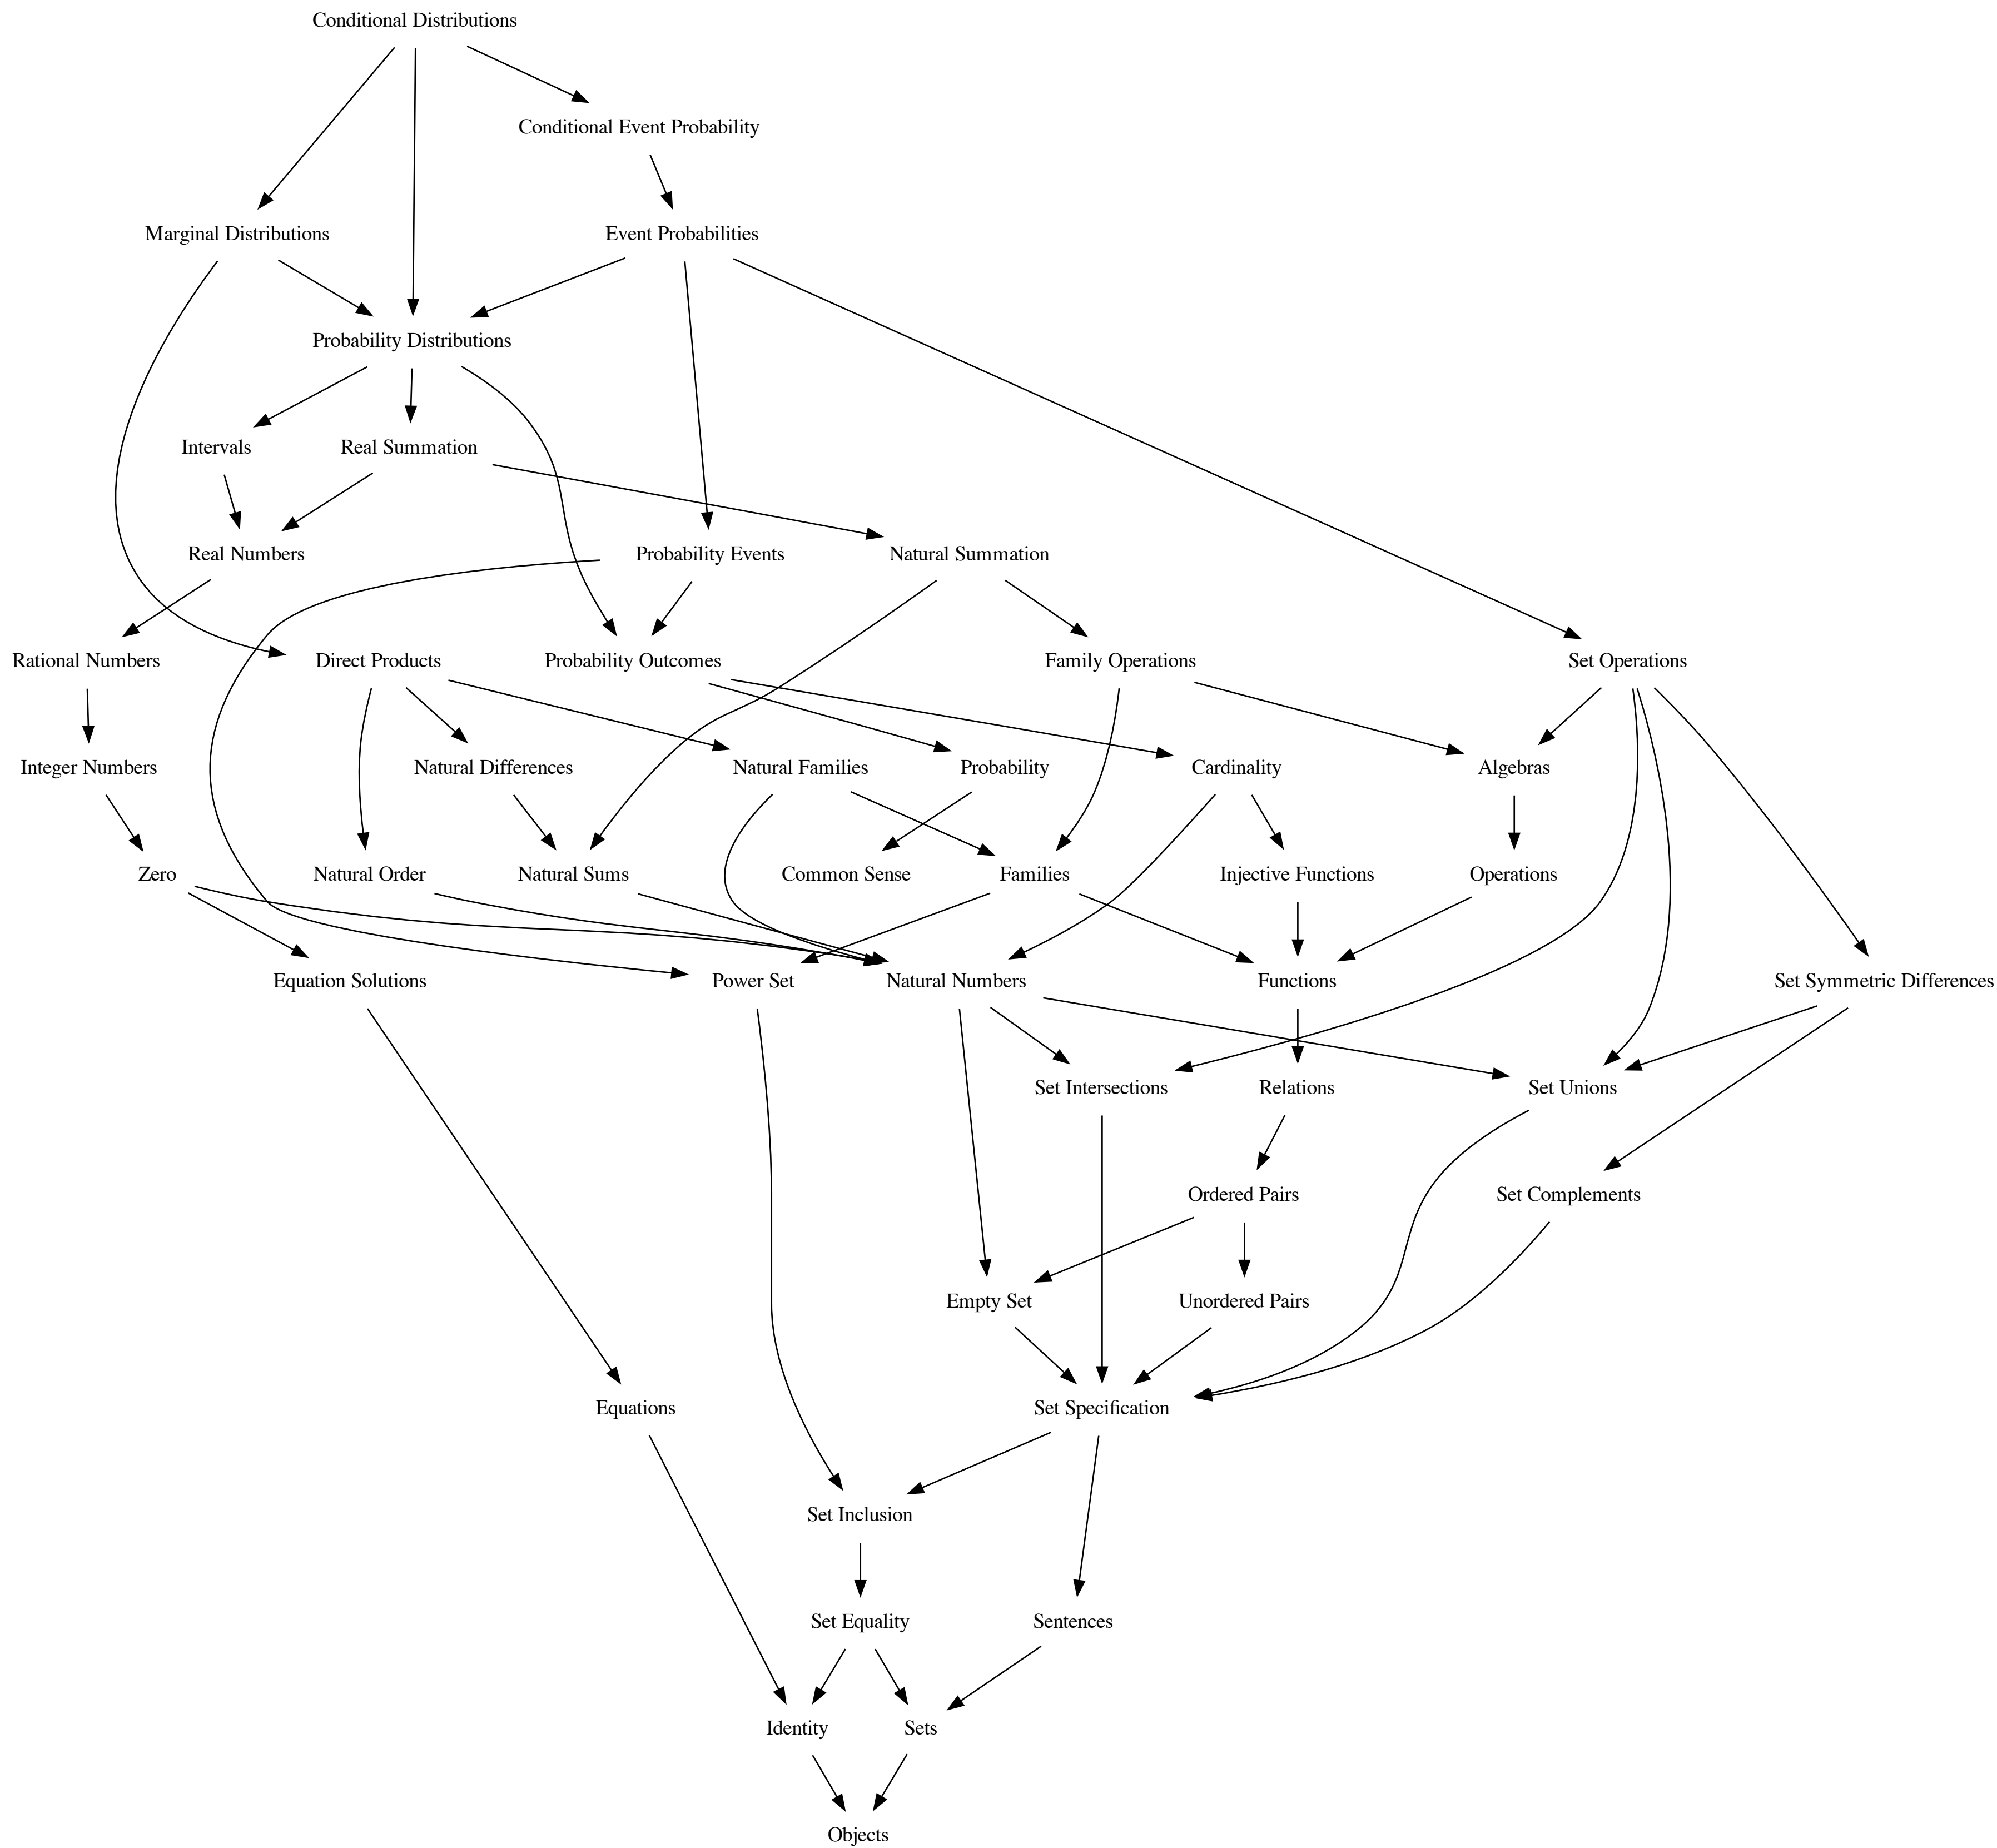 Conditional Distributions
Conditional Event Probability
Marginal Distributions
Event Probabilities
Probability Distributions
Intervals
Real Summation
Real Numbers
Probability Events
Natural Summation
Rational Numbers
Direct Products
Probability Outcomes
Family Operations
Set Operations
Integer Numbers
Natural Differences
Natural Families
Probability
Cardinality
Algebras
Zero
Natural Order
Natural Sums
Common Sense
Families
Injective Functions
Operations
Equation Solutions
Power Set
Natural Numbers
Functions
Set Symmetric Differences
Set Intersections
Relations
Set Unions
Ordered Pairs
Set Complements
Empty Set
Unordered Pairs
Equations
Set Specification
Set Inclusion
Set Equality
Sentences
Identity
Sets
Objects